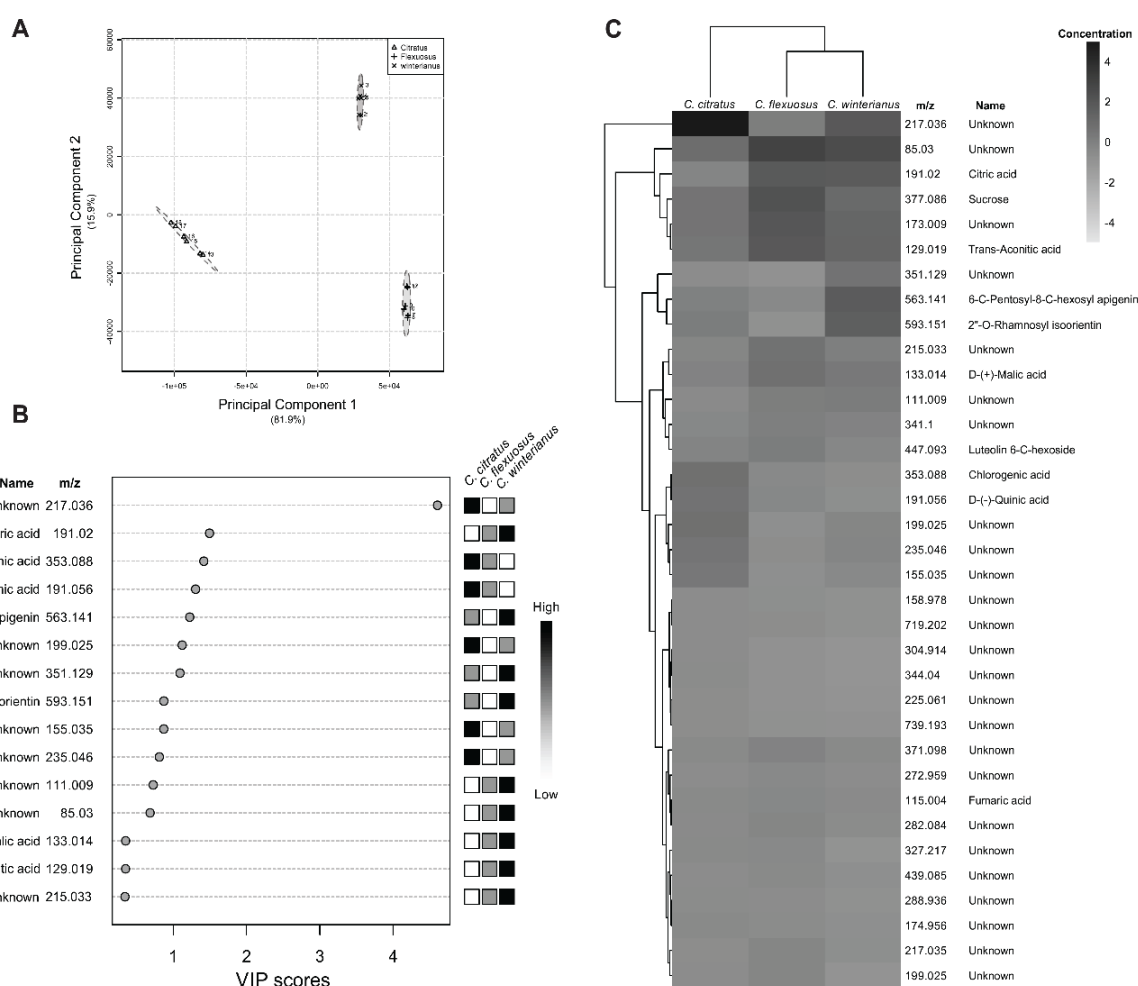 A
60000
40000
20000
0
-20000
-40000
Principal Component 2
(15.9%)
Citratus
Flexuosus
winterianus
-1e+05
-5e+04
0e+00
5e+04
Principal Component 1
(81.9%)
B
Name m/z
C. citratus
C. flexuosus
C. winterianus
nknown 217.036
ric acid 191.02
nic acid 353.088
nic acid 191.056
pigenin 563.141
nknown 199.025
nknown 351.129
orientin 593.151
nknown 155.035
nknown 235.046
nknown 111.009
nknown 85.03
alic acid 133.014
itic acid 129.019
nknown 215.033
High
Low
1 2 3 4
VIP scores
C
Concentration
4
2
0
-2
-4
C. citratus C. flexuosus C. winterianus m/z Name
217.036 Unknown
85.03 Unknown
191.02 Citric acid
377.086 Sucrose
173.009 Unknown
129.019 Trans-Aconitic acid
351.129 Unknown
563.141 6-C-Pentosyl-8-C-hexosyl apigenin
593.151 2"-O-Rhamnosyl isoorientin
215.033 Unknown
133.014 D-(+)-Malic acid
111.009 Unknown
341.1 Unknown
447.093 Luteolin 6-C-hexoside
353.088 Chlorogenic acid
191.056 D-(-)-Quinic acid
199.025 Unknown
235.046 Unknown
155.035 Unknown
158.978 Unknown
719.202 Unknown
304.914 Unknown
344.04 Unknown
225.061 Unknown
739.193 Unknown
371.098 Unknown
272.959 Unknown
115.004 Fumaric acid
282.084 Unknown
327.217 Unknown
439.085 Unknown
288.936 Unknown
174.956 Unknown
217.035 Unknown
199.025 Unknown